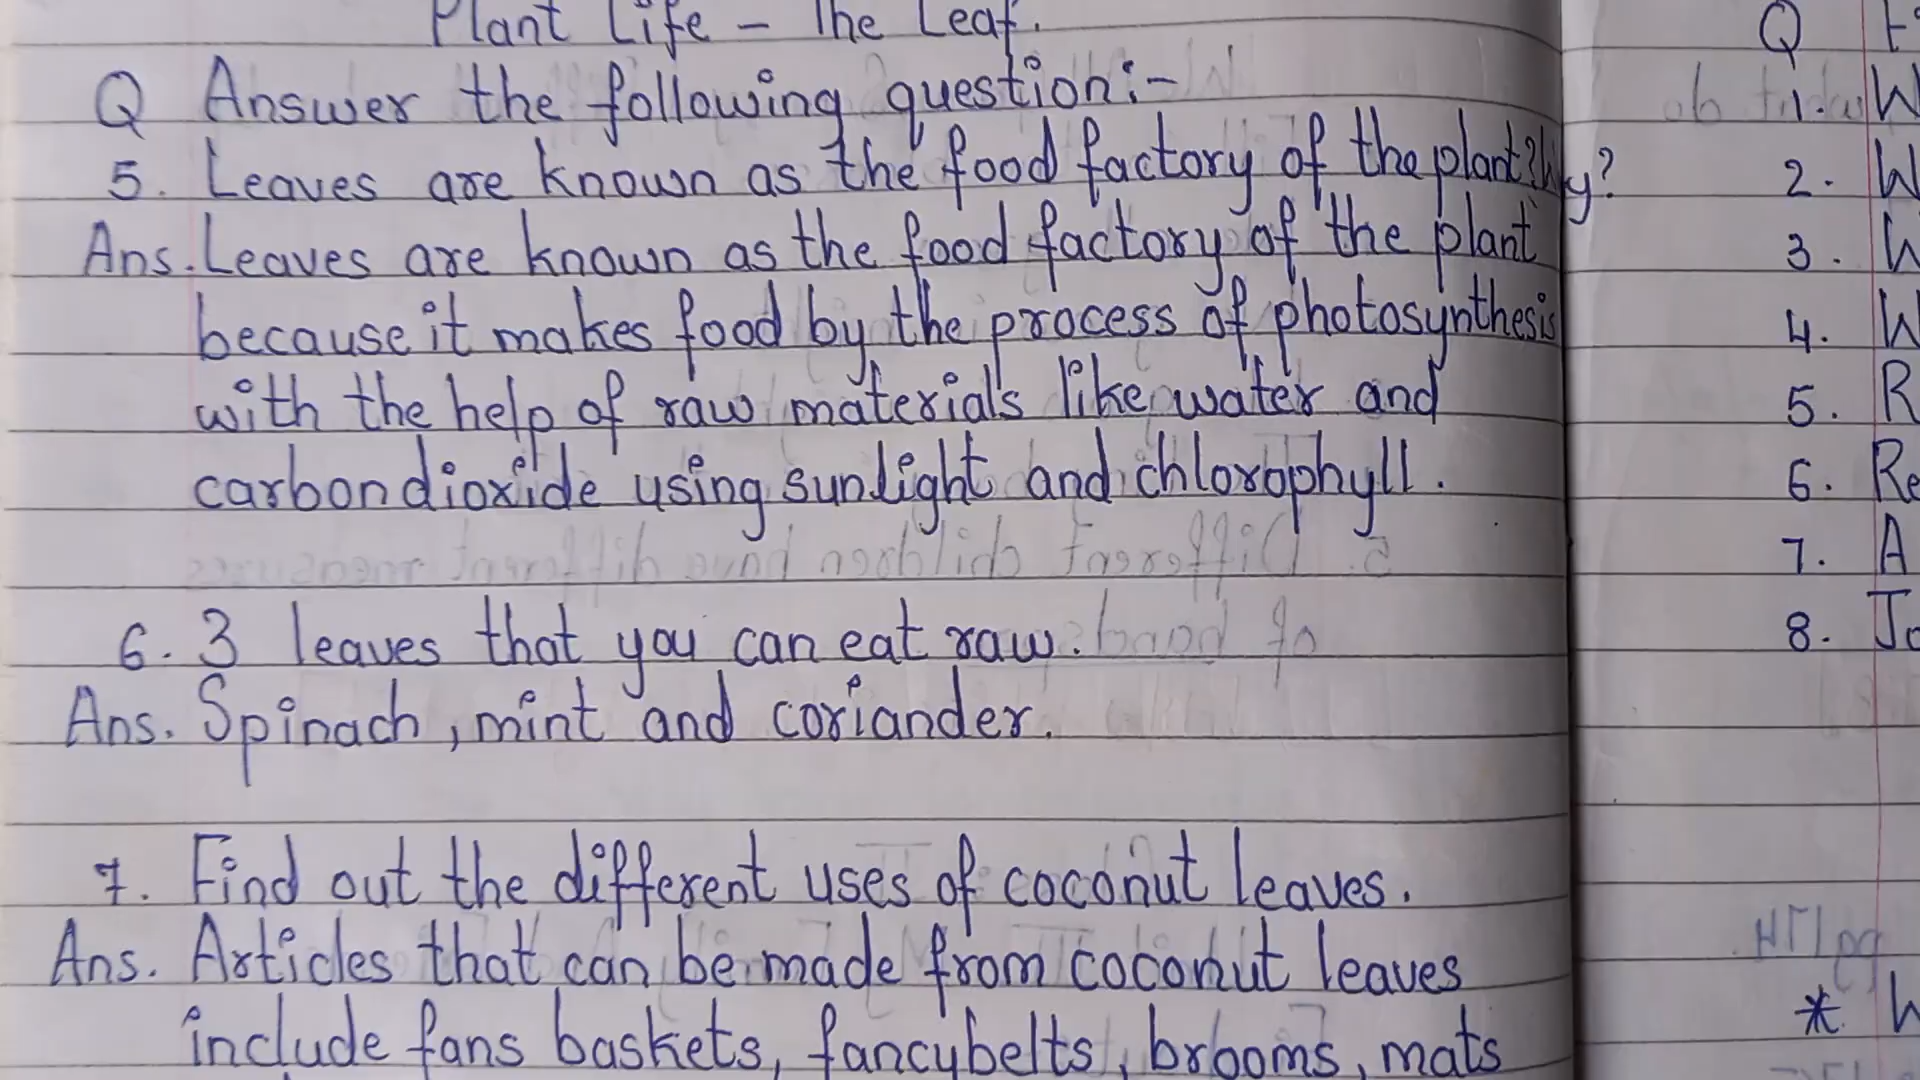 Plant Life - The Leaf.
Q Answer the following question:-
5. Leaves are known as the food factory of the plant? Why?
Ans. Leaves are known as the food factory of the plant
because it makes food by the process of photosynthesis
with the help of raw materials like water and
carbondioxide using sunlight and chlorophyll.
6. 3 leaves that you can eat raw.
Ans. Spinach, mint and coriander.
7. Find out the different uses of coconut leaves.
Ans. Articles that can be made from coconut leaves
include fans baskets, fancybelts, brooms, mats
Q
1.
2.
3.
4.
5.
6.
7.
8.
*